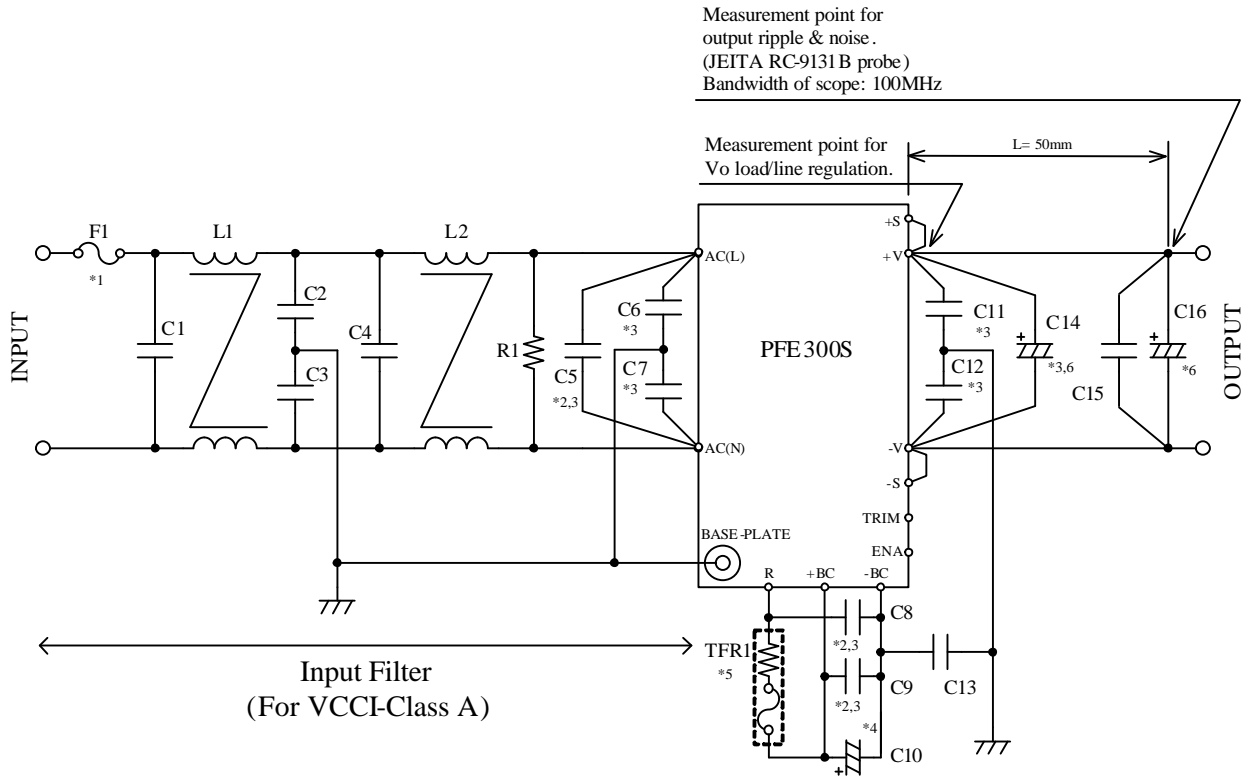 Measurement point for
output ripple & noise.
(JEITA RC-9131B probe)
Bandwidth of scope: 100MHz
Measurement point for
Vo load/line regulation.
L= 50mm
F1
*1
L1
L2
C1
C2
C3
C4
R1
C5
*2,3
C6
*3
C7
*3
INPUT
AC(L)
AC(N)
PFE300S
BASE-PLATE
+S
+V
-V
-S
TRIM
ENA
R
+BC
-BC
C11
*3
C12
*3
C14
*3,6
C15
C16
*6
OUTPUT
TFR1
*5
C8
*2,3
C9
*2,3
*4
C10
C13
+
+
+
Input Filter
(For VCCI-Class A)